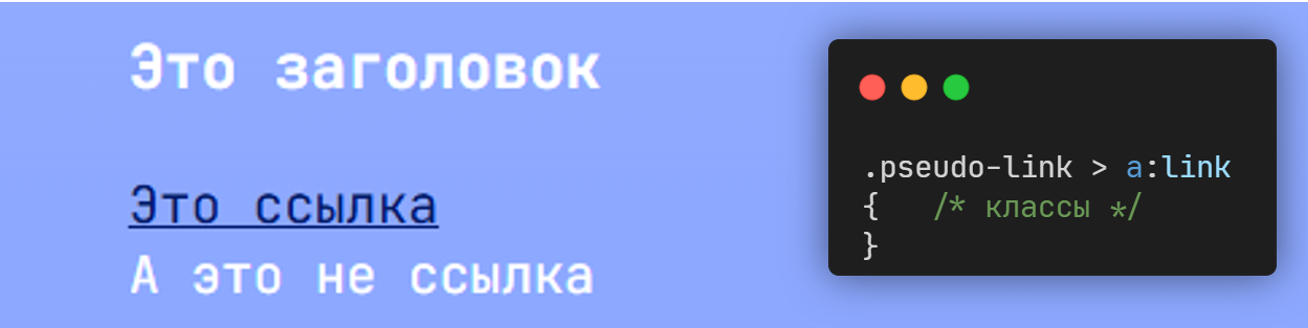 Это заголовок
Это ссылка
А это не ссылка
.pseudo-link > a:link
{   /* классы */
}